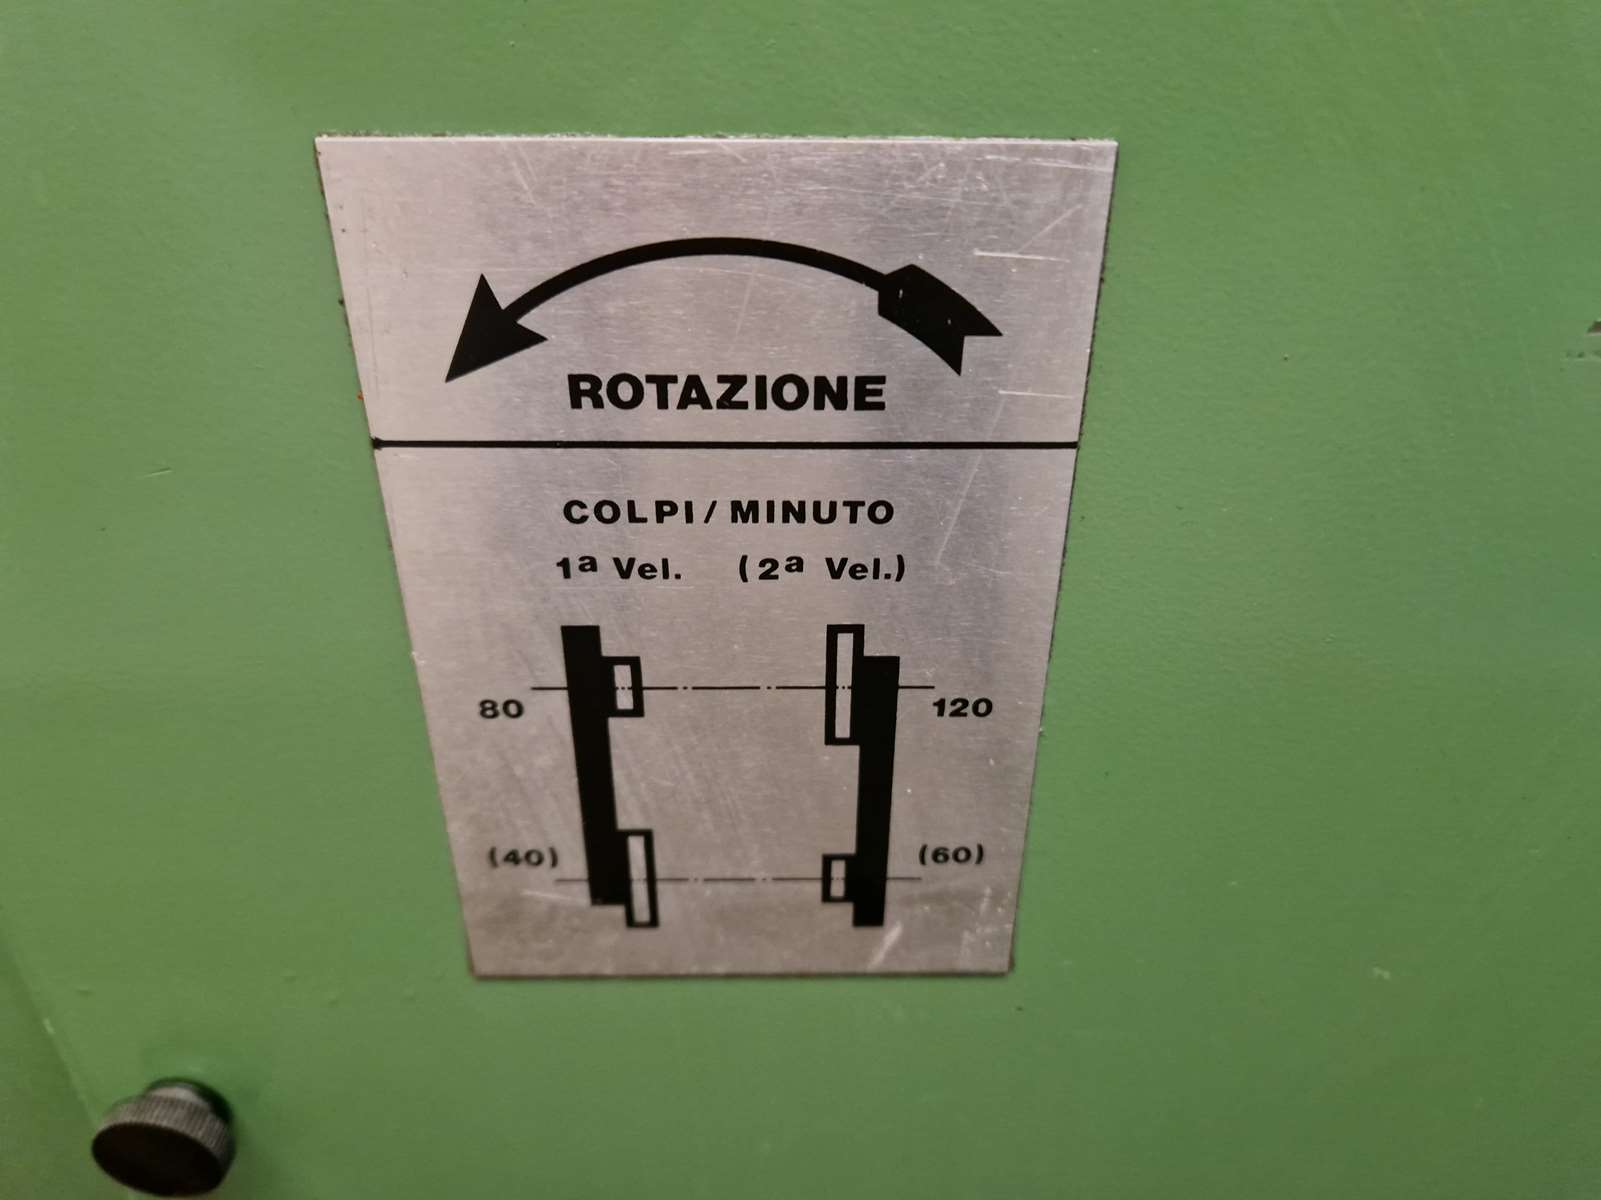 ROTAZIONE
COLPI/MINUTO
1ª Vel. (2ª Vel.)
80 120
(40) (60)